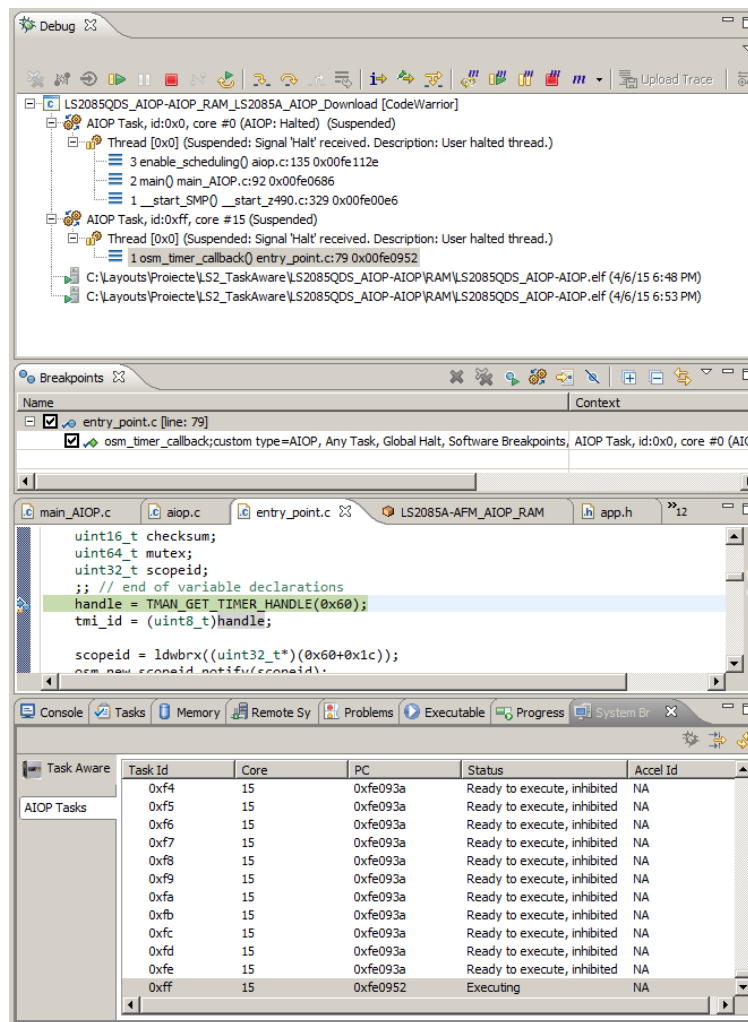 Debug
Upload Trace
LS2085QDS_AIOP-AIOP_RAM_LS2085A_AIOP_Download [CodeWarrior]
AIOP Task, id:0x0, core #0 (AIOP: Halted) (Suspended)
Thread [0x0] (Suspended: Signal 'Halt' received. Description: User halted thread.)
3 enable_scheduling() aiop.c:135 0x00fe112e
2 main() main_AIOP.c:92 0x00fe0686
1 __start_SMP() __start_z490.c:329 0x00fe00e6
AIOP Task, id:0xff, core #15 (Suspended)
Thread [0x0] (Suspended: Signal 'Halt' received. Description: User halted thread.)
1 osm_timer_callback() entry_point.c:79 0x00fe0952
C:\Layouts\Proiecte\LS2_TaskAware\LS2085QDS_AIOP-AIOP\RAM\LS2085QDS_AIOP-AIOP.elf (4/6/15 6:48 PM)
C:\Layouts\Proiecte\LS2_TaskAware\LS2085QDS_AIOP-AIOP\RAM\LS2085QDS_AIOP-AIOP.elf (4/6/15 6:53 PM)
Breakpoints
Name Context
entry_point.c [line: 79]
osm_timer_callback;custom type=AIOP, Any Task, Global Halt, Software Breakpoints, AIOP Task, id:0x0, core #0 (AIO
main_AIOP.c aiop.c entry_point.c LS2085A-AFM_AIOP_RAM app.h »12
uint16_t checksum;
uint64_t mutex;
uint32_t scopeid;
;; // end of variable declarations
handle = TMAN_GET_TIMER_HANDLE(0x60);
tmi_id = (uint8_t)handle;
scopeid = ldwbrx((uint32_t*)(0x60+0x1c));
osm_new_scopeid_notify(scopeid);
Console Tasks Memory Remote Sy Problems Executable Progress System Br
Task Aware
AIOP Tasks
Task Id Core PC Status Accel Id
0xf4 15 0xfe093a Ready to execute, inhibited NA
0xf5 15 0xfe093a Ready to execute, inhibited NA
0xf6 15 0xfe093a Ready to execute, inhibited NA
0xf7 15 0xfe093a Ready to execute, inhibited NA
0xf8 15 0xfe093a Ready to execute, inhibited NA
0xf9 15 0xfe093a Ready to execute, inhibited NA
0xfa 15 0xfe093a Ready to execute, inhibited NA
0xfb 15 0xfe093a Ready to execute, inhibited NA
0xfc 15 0xfe093a Ready to execute, inhibited NA
0xfd 15 0xfe093a Ready to execute, inhibited NA
0xfe 15 0xfe093a Ready to execute, inhibited NA
0xff 15 0xfe0952 Executing NA